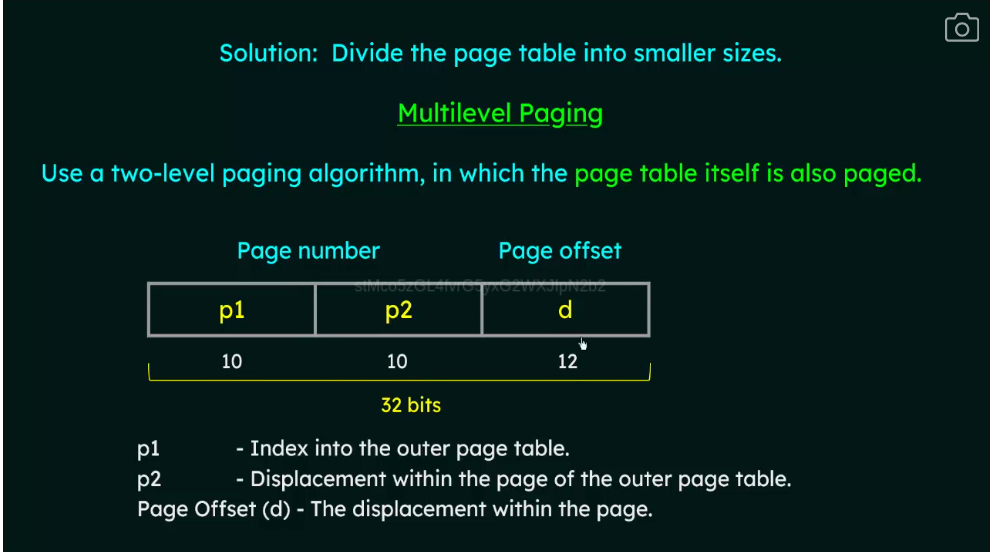 Solution: Divide the page table into smaller sizes.
Multilevel Paging
Use a two-level paging algorithm, in which the page table itself is also paged.
Page number Page offset
p1 p2 d
10 10 12
32 bits
p1 - Index into the outer page table.
p2 - Displacement within the page of the outer page table.
Page Offset (d) - The displacement within the page.